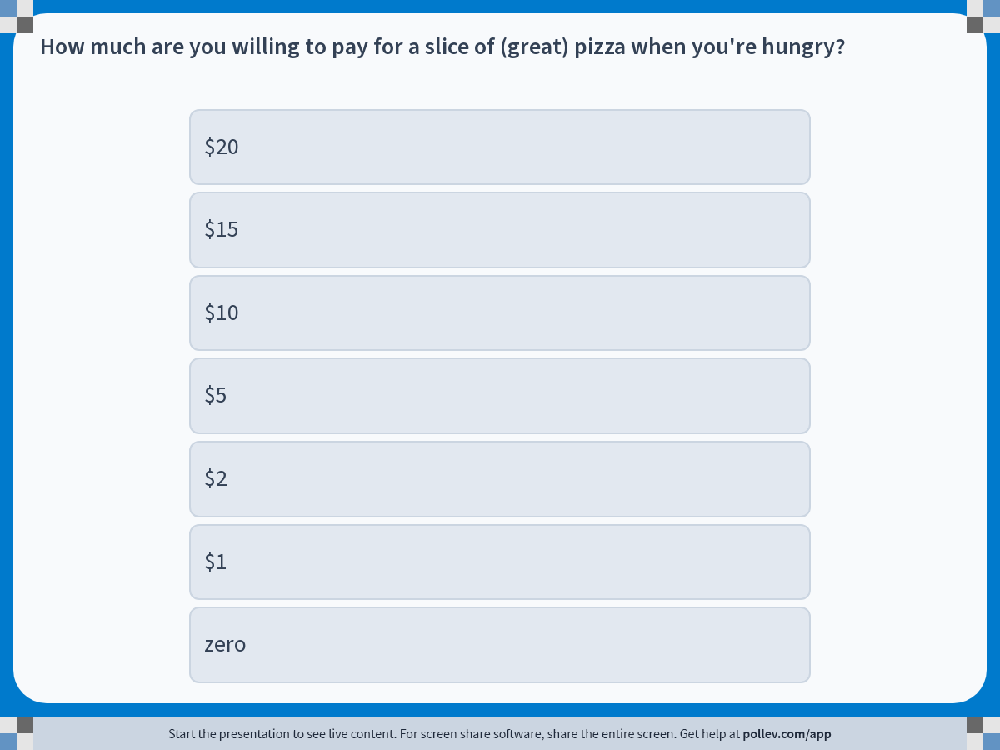 How much are you willing to pay for a slice of (great) pizza when you're hungry?
$20
$15
$10
$5
$2
$1
zero
Start the presentation to see live content. For screen share software, share the entire screen. Get help at pollev.com/app